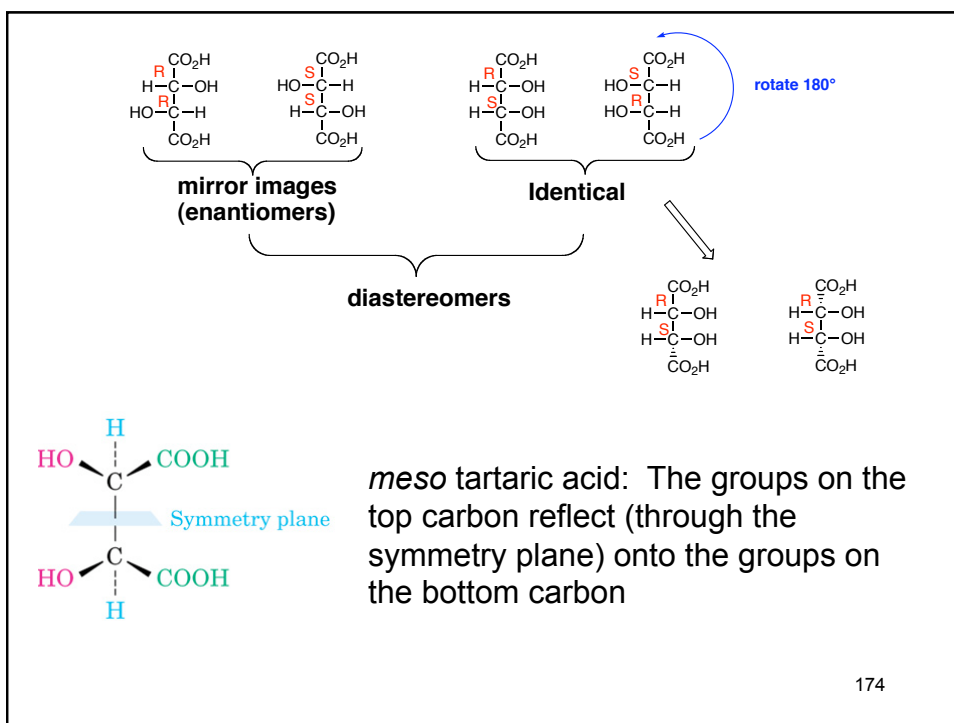 CO₂H CO₂H CO₂H CO₂H
R S R S
H–C–OH HO–C–H H–C–OH HO–C–H
R S S R
HO–C–H H–C–OH H–C–OH HO–C–H
CO₂H CO₂H CO₂H CO₂H
rotate 180°
mirror images
(enantiomers)
Identical
diastereomers
CO₂H CO₂H
R R
H–C–OH H–C–OH
S S
H–C–OH H–C–OH
CO₂H CO₂H
H
HO COOH
C
Symmetry plane
C
HO COOH
H
meso tartaric acid: The groups on the
top carbon reflect (through the
symmetry plane) onto the groups on
the bottom carbon
174